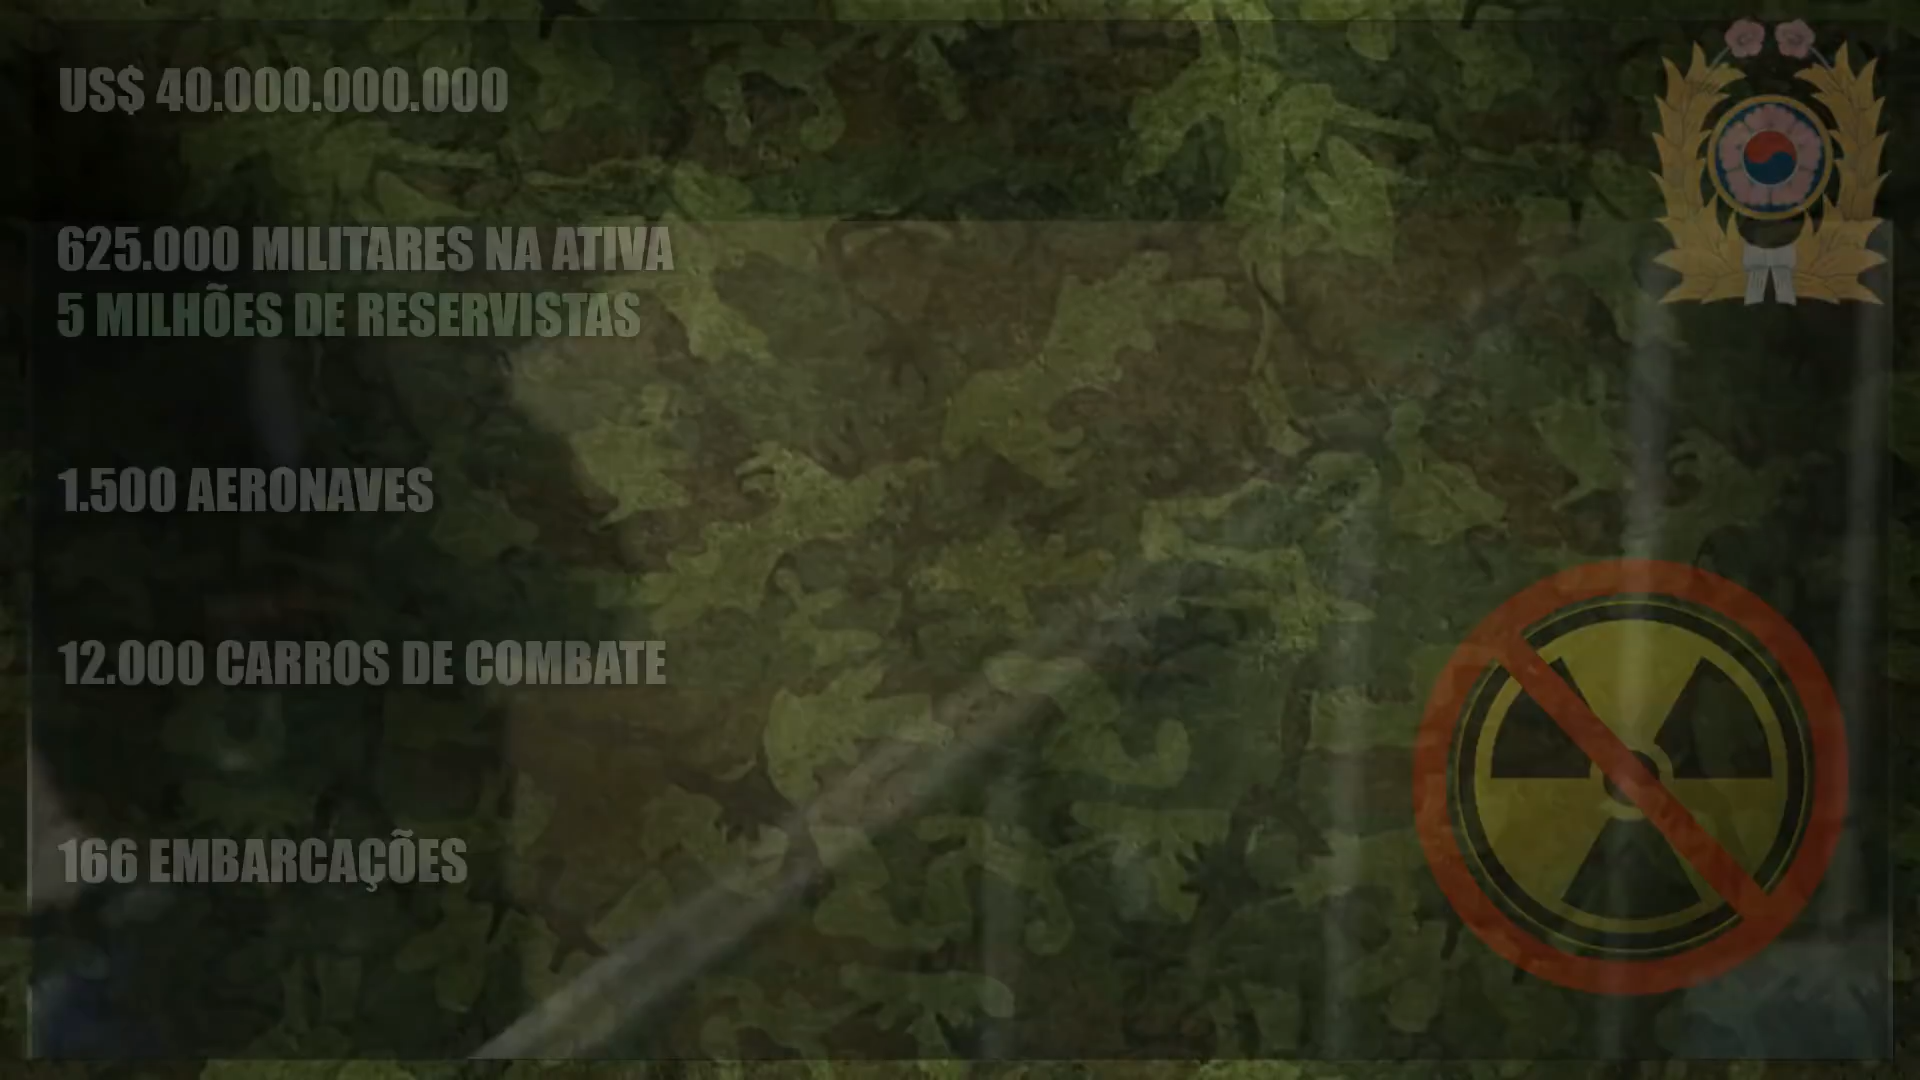 US$ 40.000.000.000
625.000 MILITARES NA ATIVA
5 MILHÕES DE RESERVISTAS
1.500 AERONAVES
12.000 CARROS DE COMBATE
166 EMBARCAÇÕES